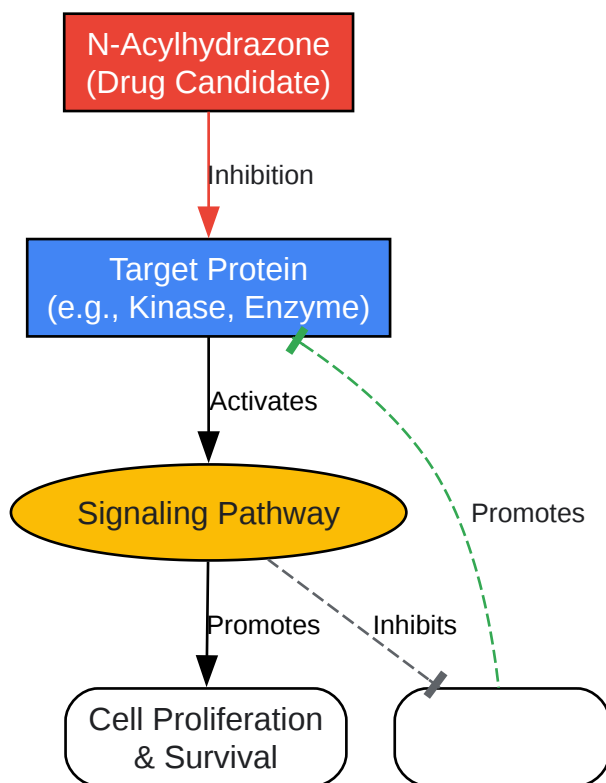 N-Acylhydrazone
(Drug Candidate)
Inhibition
Target Protein
(e.g., Kinase, Enzyme)
Activates
Signaling Pathway
Promotes
Promotes
Inhibits
Cell Proliferation
& Survival